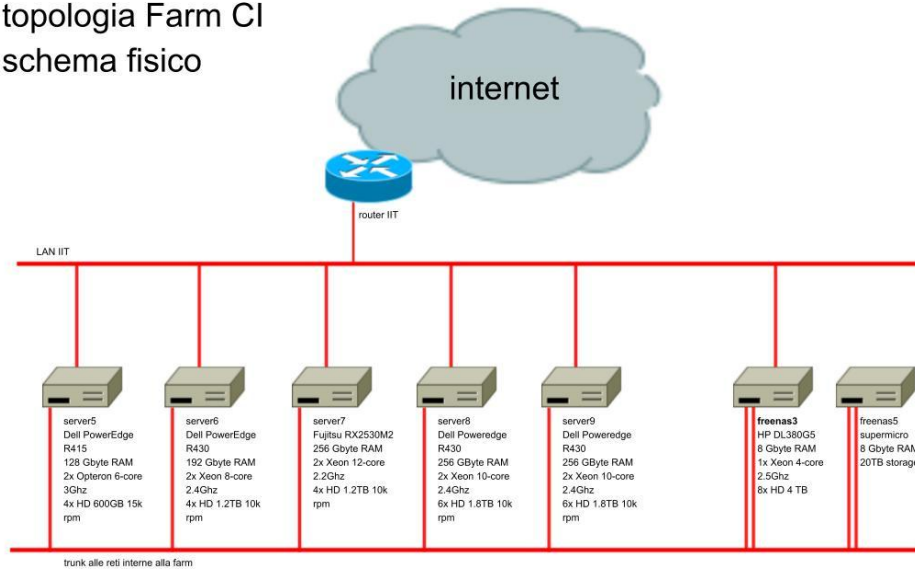 topologia Farm CI
schema fisico
internet
router IIT
LAN IIT
server5
Dell PowerEdge
R415
128 Gbyte RAM
2x Opteron 6-core
3Ghz
4x HD 600GB 15k
rpm
server6
Dell PowerEdge
R430
192 Gbyte RAM
2x Xeon 8-core
2.4Ghz
4x HD 1.2TB 10k
rpm
server7
Fujitsu RX2530M2
256 Gbyte RAM
2x Xeon 12-core
2.2Ghz
4x HD 1.2TB 10k
rpm
server8
Dell Poweredge
R430
256 GByte RAM
2x Xeon 10-core
2.4Ghz
6x HD 1.8TB 10k
rpm
server9
Dell Poweredge
R430
256 GByte RAM
2x Xeon 10-core
2.4Ghz
6x HD 1.8TB 10k
rpm
freenas3
HP DL380G5
8 Gbyte RAM
1x Xeon 4-core
2.5Ghz
8x HD 4 TB
freenas5
supermicro
8 Gbyte RAM
20TB storage
trunk alle reti interne alla farm